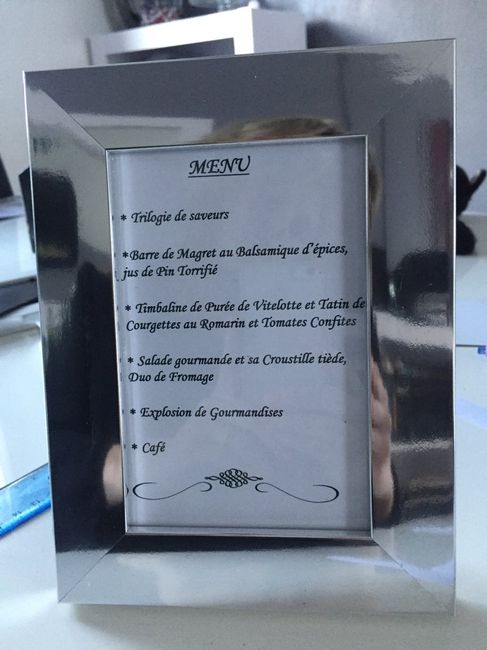 MENU
* Trilogie de saveurs
*Barre de Magret au Balsamique d'épices,
jus de Pin Torrifié
* Timbaline de Purée de Vitelotte et Tatin de
Courgettes au Romarin et Tomates Confites
* Salade gourmande et sa Croustille tiède,
Duo de Fromage
* Explosion de Gourmandises
* Café